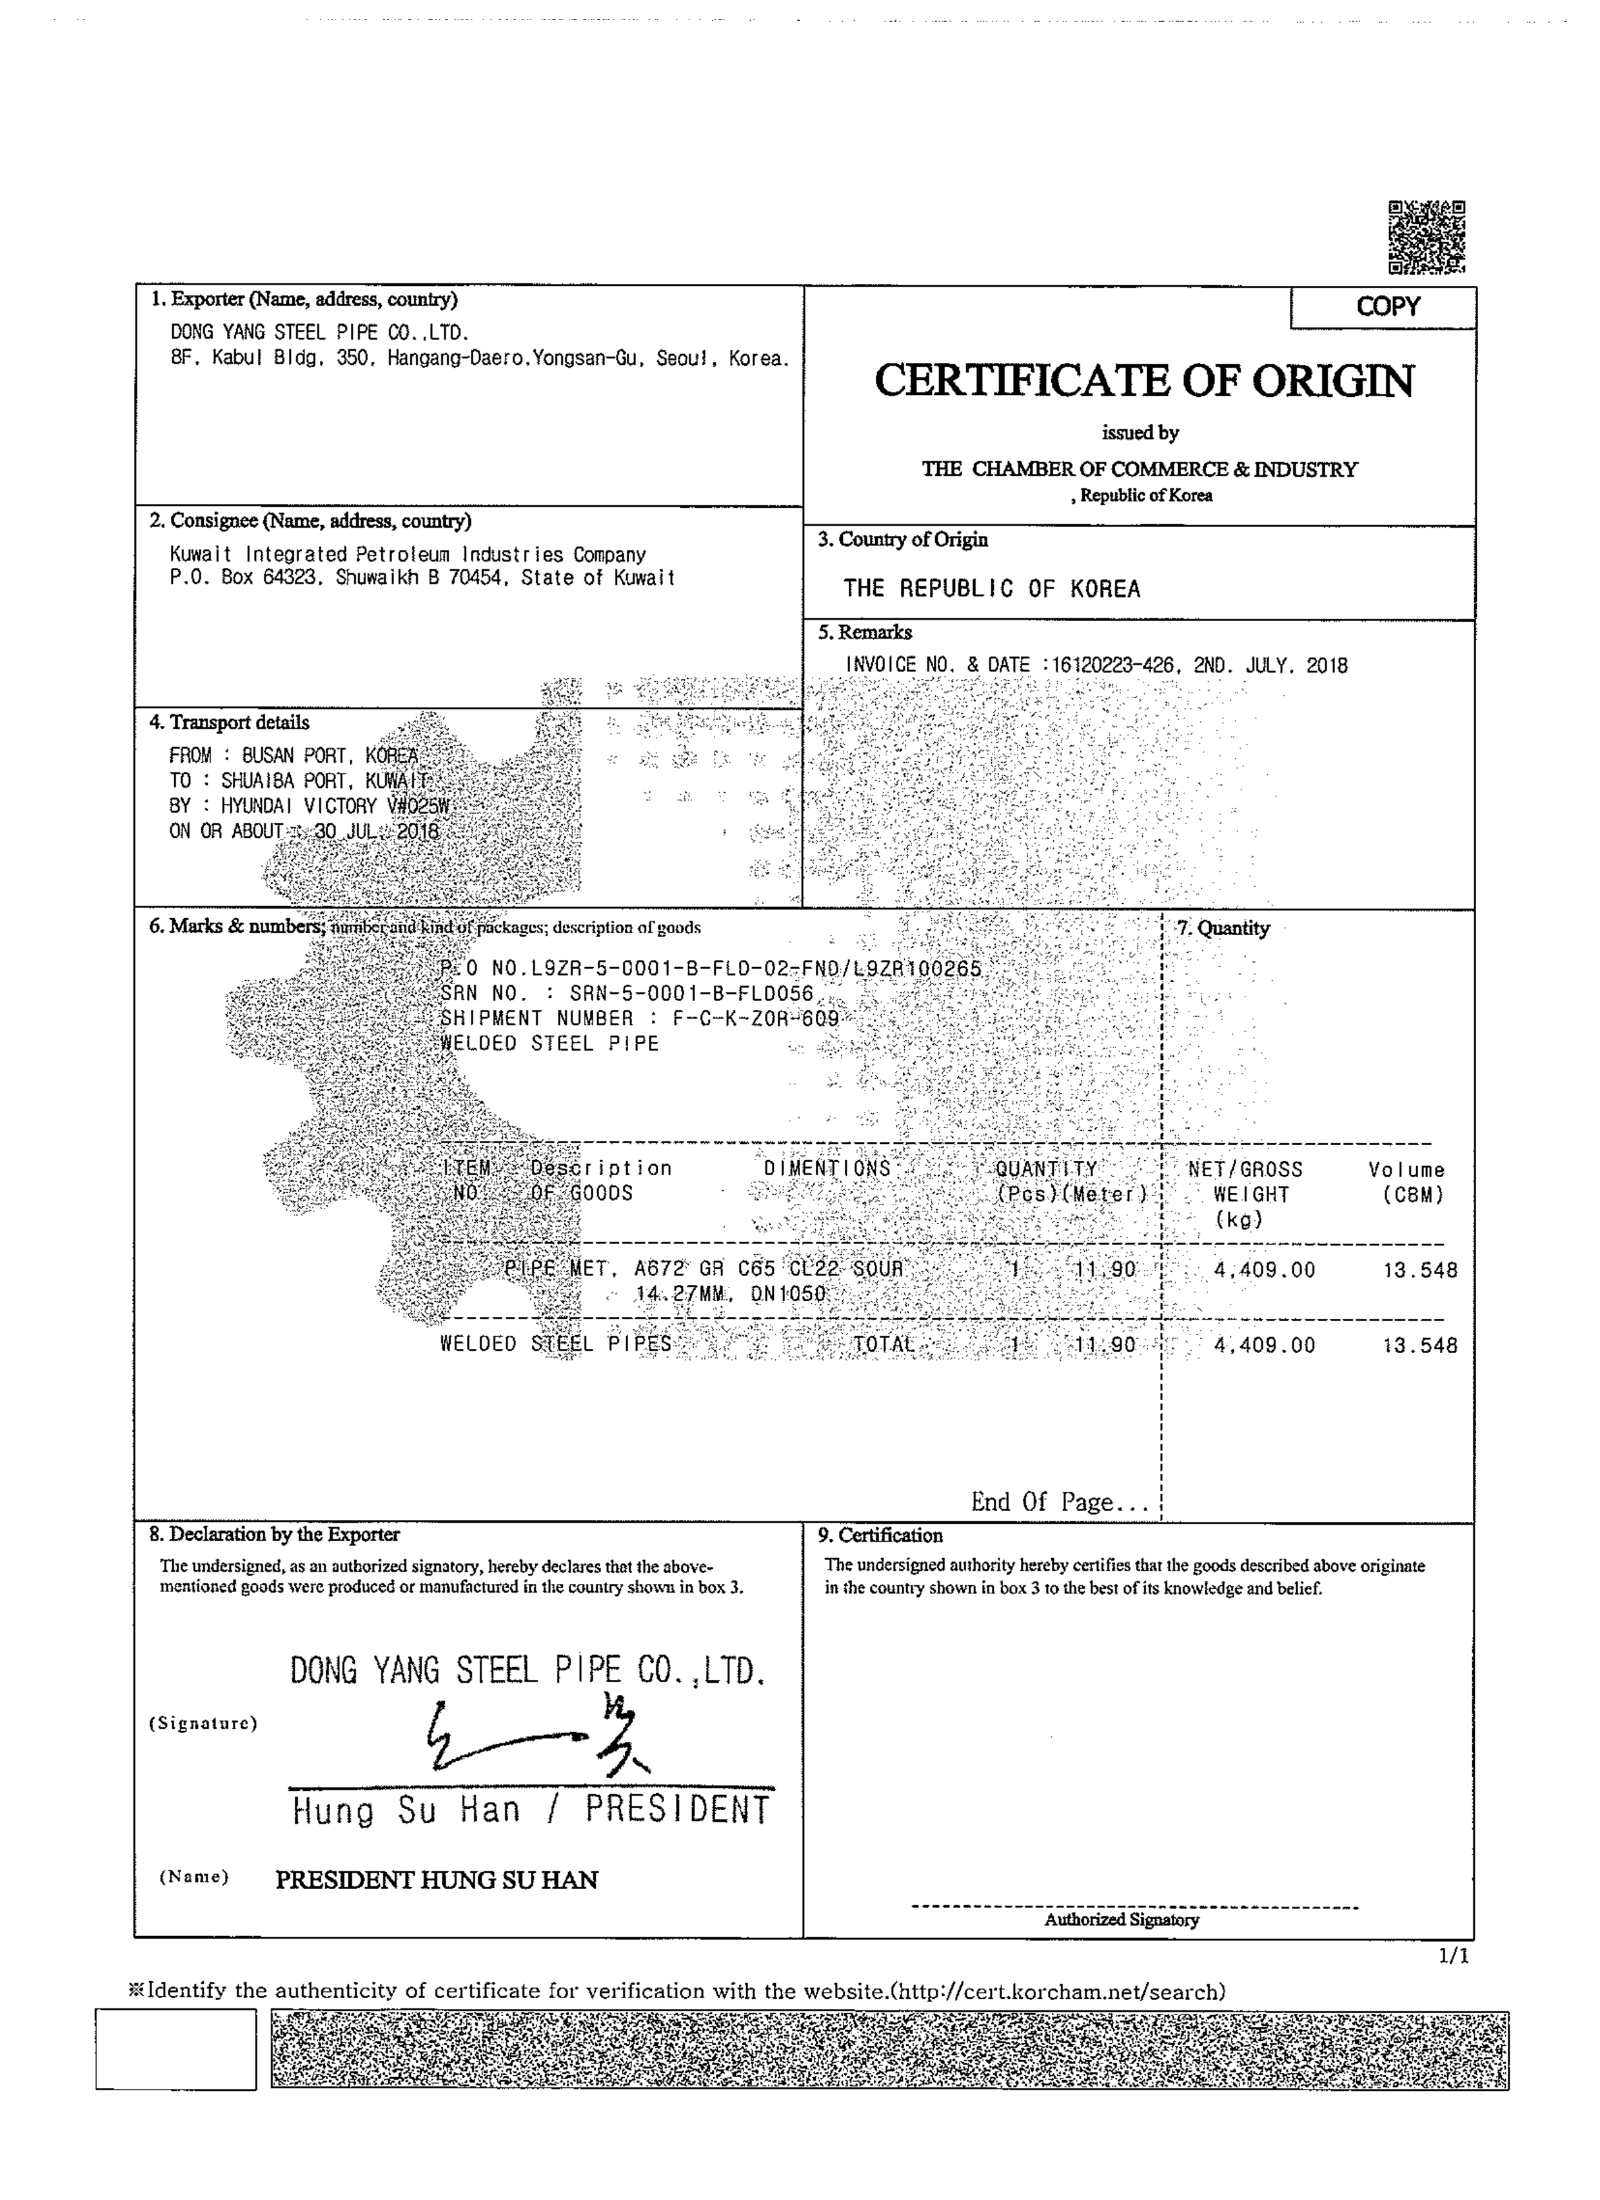 COPY
1. Exporter (Name, address, country)
DONG YANG STEEL PIPE CO.,LTD.
8F, Kabul Bldg, 350, Hangang-Daero,Yongsan-Gu, Seoul, Korea.
CERTIFICATE OF ORIGIN
issued by
THE CHAMBER OF COMMERCE & INDUSTRY
, Republic of Korea
2. Consignee (Name, address, country)
Kuwait Integrated Petroleum Industries Company
P.O. Box 64323, Shuwaikh B 70454, State of Kuwait
3. Country of Origin
THE REPUBLIC OF KOREA
5. Remarks
INVOICE NO. & DATE :16120223-426, 2ND. JULY. 2018
4. Transport details
FROM : BUSAN PORT, KOREA
TO : SHUAIBA PORT, KUWAIT
BY : HYUNDAI VICTORY V#025W
ON OR ABOUT : 30 JUL. 2018
6. Marks & numbers; number and kind of packages; description of goods
7. Quantity
P.O NO.L9ZR-5-0001-B-FLD-02-FND/L9ZR100265
SRN NO. : SRN-5-0001-B-FLD056
SHIPMENT NUMBER : F-C-K-ZOR-609
WELDED STEEL PIPE
ITEM Description DIMENTIONS QUANTITY NET/GROSS Volume
NO. OF GOODS (Pcs)(Meter) WEIGHT (CBM)
(kg)
PIPE MET, A672 GR C65 CL22 SOUR 1 11.90 4,409.00 13.548
14.27MM, DN1050
WELDED STEEL PIPES TOTAL 1 11.90 4,409.00 13.548
End Of Page...
8. Declaration by the Exporter
The undersigned, as an authorized signatory, hereby declares that the above-
mentioned goods were produced or manufactured in the country shown in box 3.
9. Certification
The undersigned authority hereby certifies that the goods described above originate
in the country shown in box 3 to the best of its knowledge and belief.
DONG YANG STEEL PIPE CO.,LTD.
(Signature)
Hung Su Han / PRESIDENT
(Name) PRESIDENT HUNG SU HAN
Authorized Signatory
1/1
※Identify the authenticity of certificate for verification with the website.(http://cert.korcham.net/search)